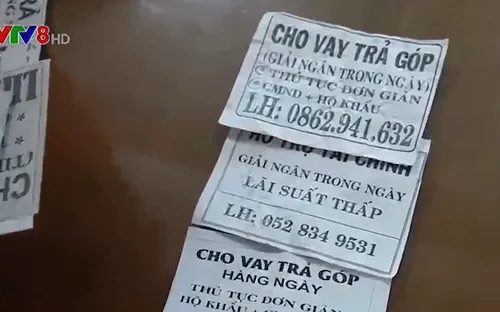 VTV8 HD
CHO VAY TRẢ GÓP
(GIẢI NGÂN TRONG NGÀY)
THỦ TỤC ĐƠN GIẢN
CMND + HỘ KHẨU
LH: 0862.941.632
HỖ TRỢ TÀI CHÍNH
GIẢI NGÂN TRONG NGÀY
LÃI SUẤT THẤP
LH: 052 834 9531
CHO VAY TRẢ GÓP
HÀNG NGÀY
THỦ TỤC ĐƠN GIẢN
HỘ KHẨU +